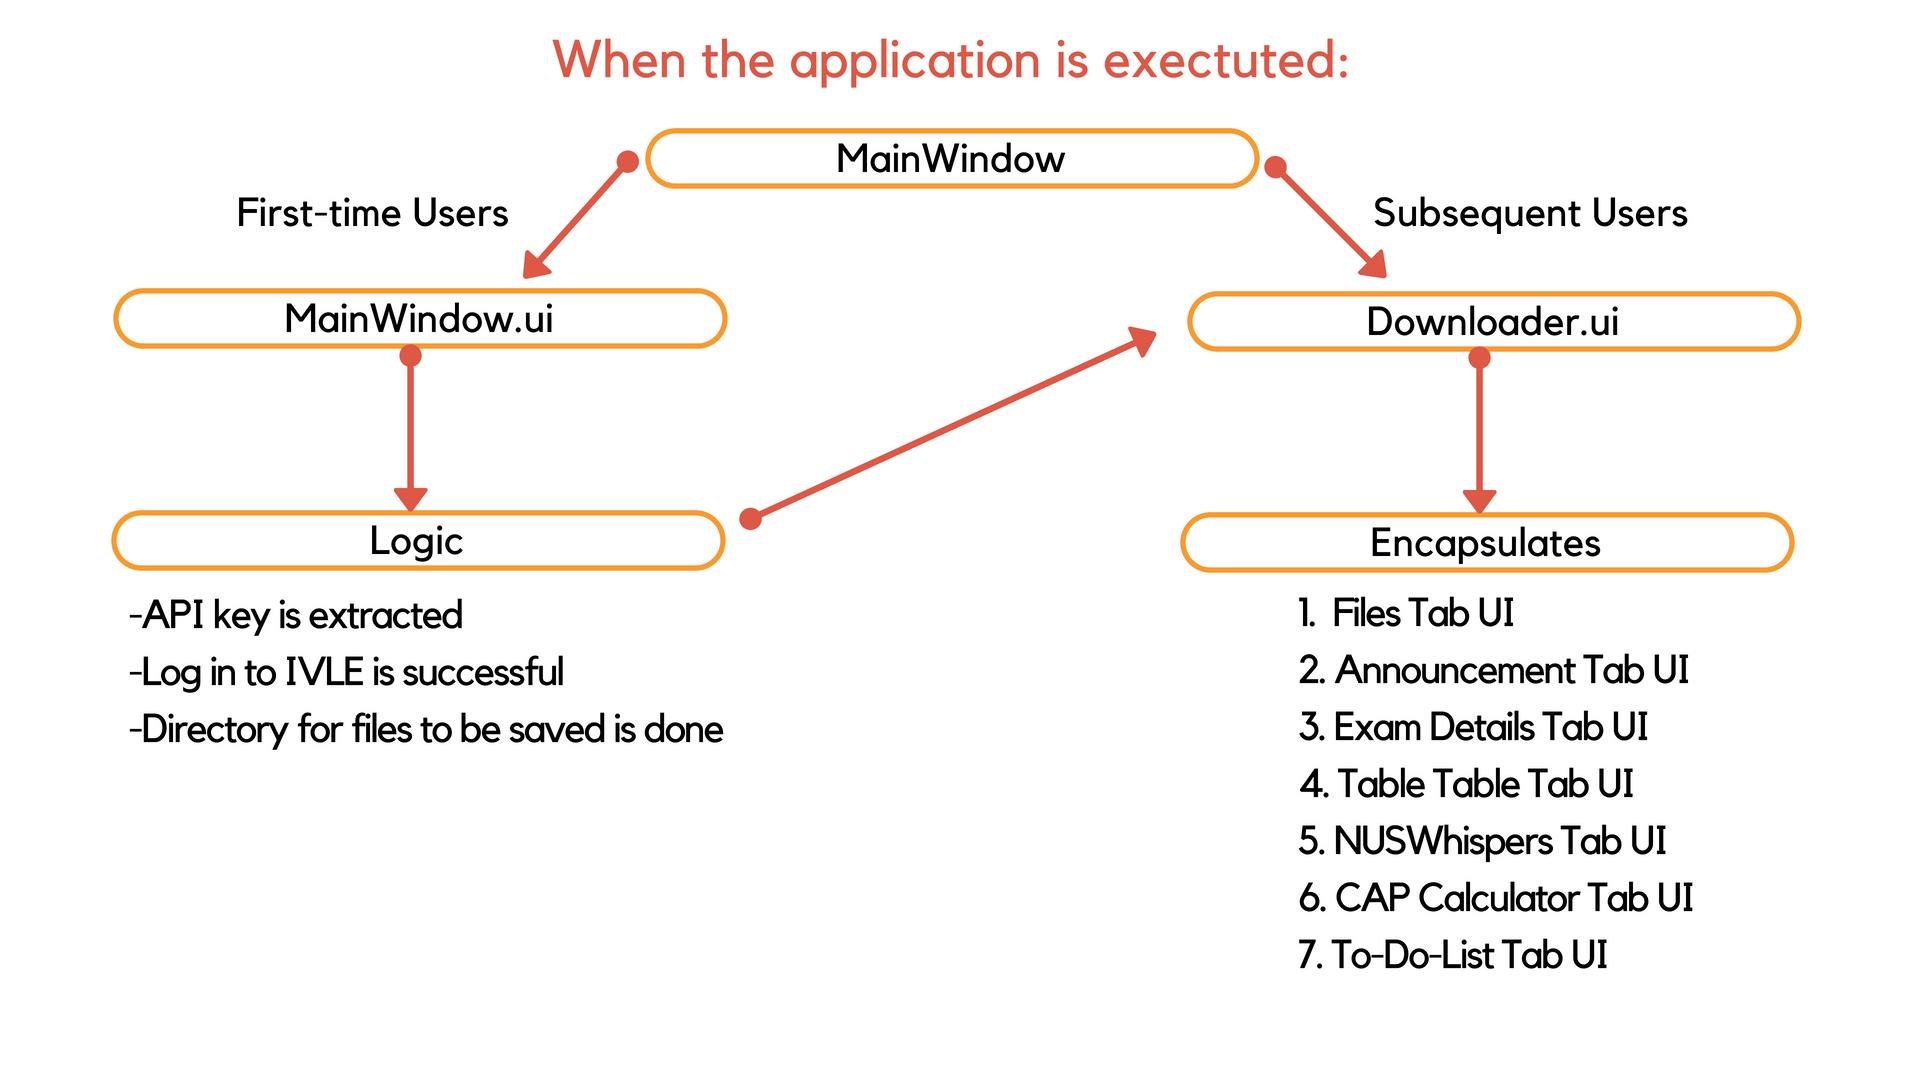 When the application is exectuted:
MainWindow
First-time Users
Subsequent Users
MainWindow.ui
Downloader.ui
Logic
Encapsulates
-API key is extracted
-Log in to IVLE is successful
-Directory for files to be saved is done
1. Files Tab UI
2. Announcement Tab UI
3. Exam Details Tab UI
4. Table Table Tab UI
5. NUSWhispers Tab UI
6. CAP Calculator Tab UI
7. To-Do-List Tab UI